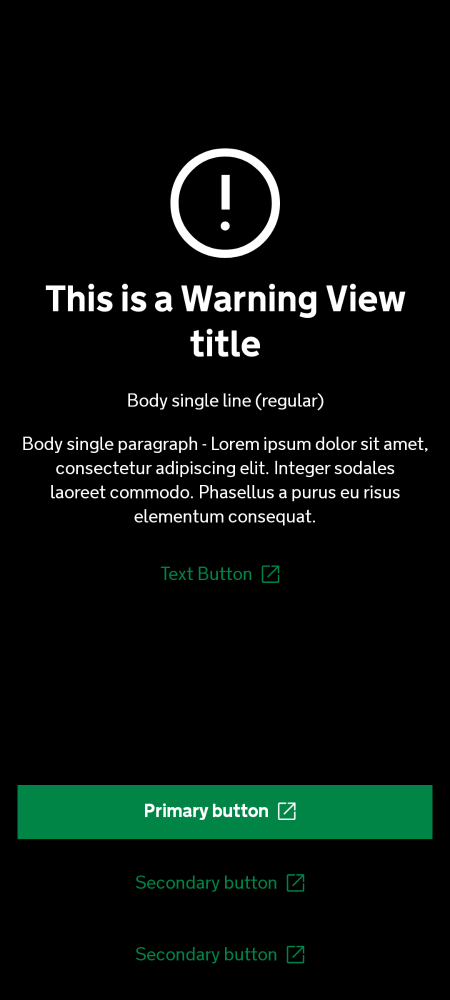 This is a Warning View
title
Body single line (regular)
Body single paragraph - Lorem ipsum dolor sit amet,
consectetur adipiscing elit. Integer sodales
laoreet commodo. Phasellus a purus eu risus
elementum consequat.
Text Button
Primary button
Secondary button
Secondary button